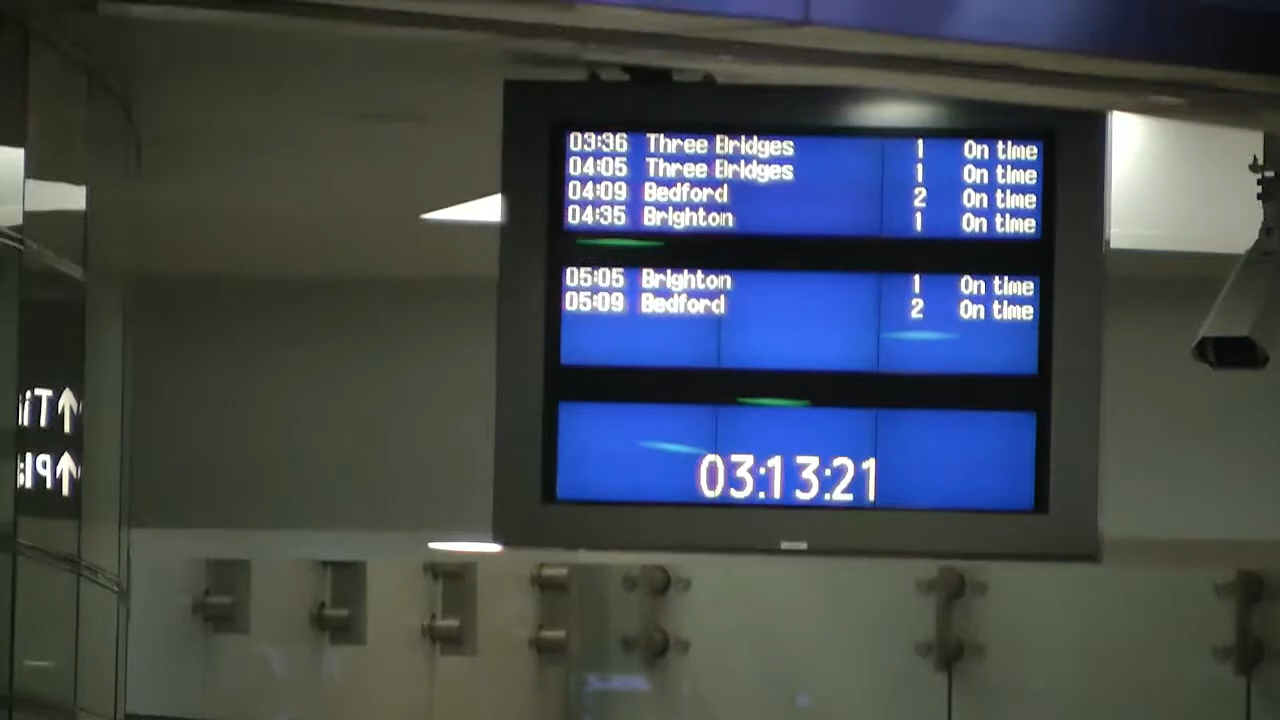 03:36 Three Bridges 1 On time
04:05 Three Bridges 1 On time
04:09 Bedford 2 On time
04:35 Brighton 1 On time
05:05 Brighton 1 On time
05:09 Bedford 2 On time
03:13:21